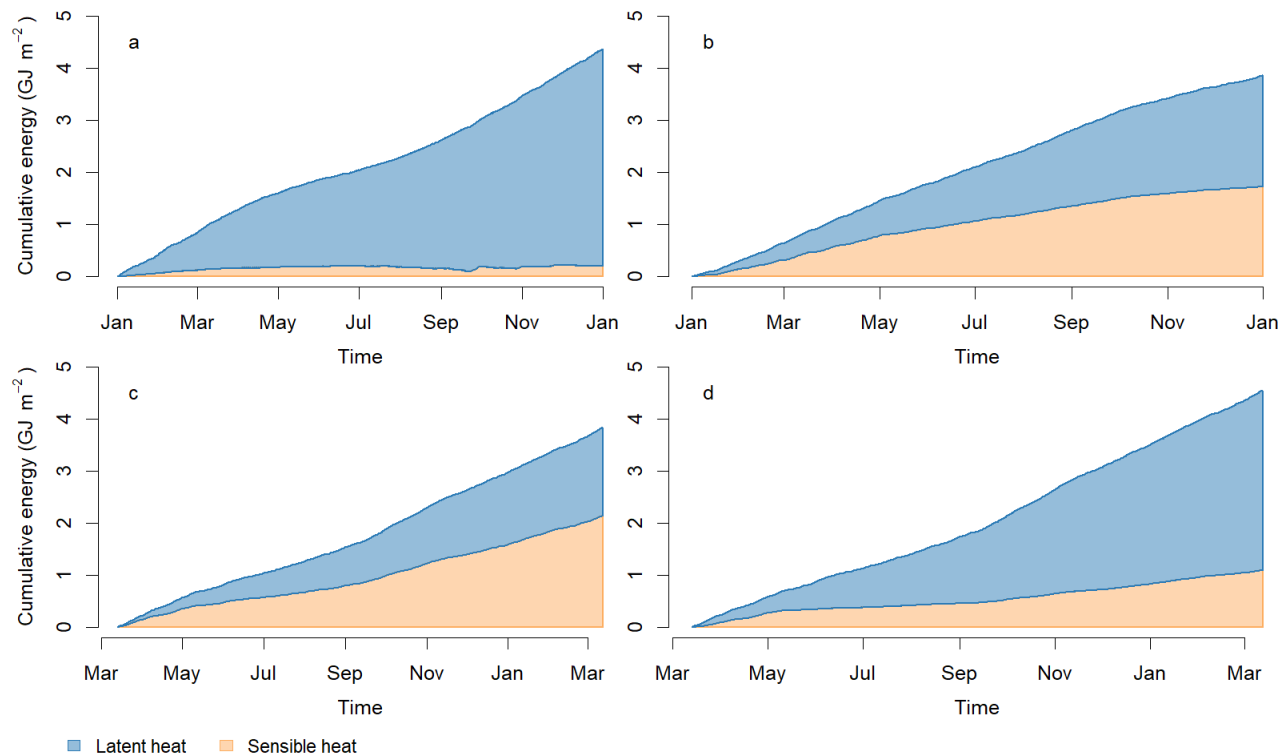 a
Cumulative energy (GJ m−2)
5
4
3
2
1
0
Jan Mar May Jul Sep Nov Jan
Time
b
5
4
3
2
1
0
Jan Mar May Jul Sep Nov Jan
Time
c
Cumulative energy (GJ m−2)
5
4
3
2
1
0
Mar May Jul Sep Nov Jan Mar
Time
d
5
4
3
2
1
0
Mar May Jul Sep Nov Jan Mar
Time
Latent heat Sensible heat